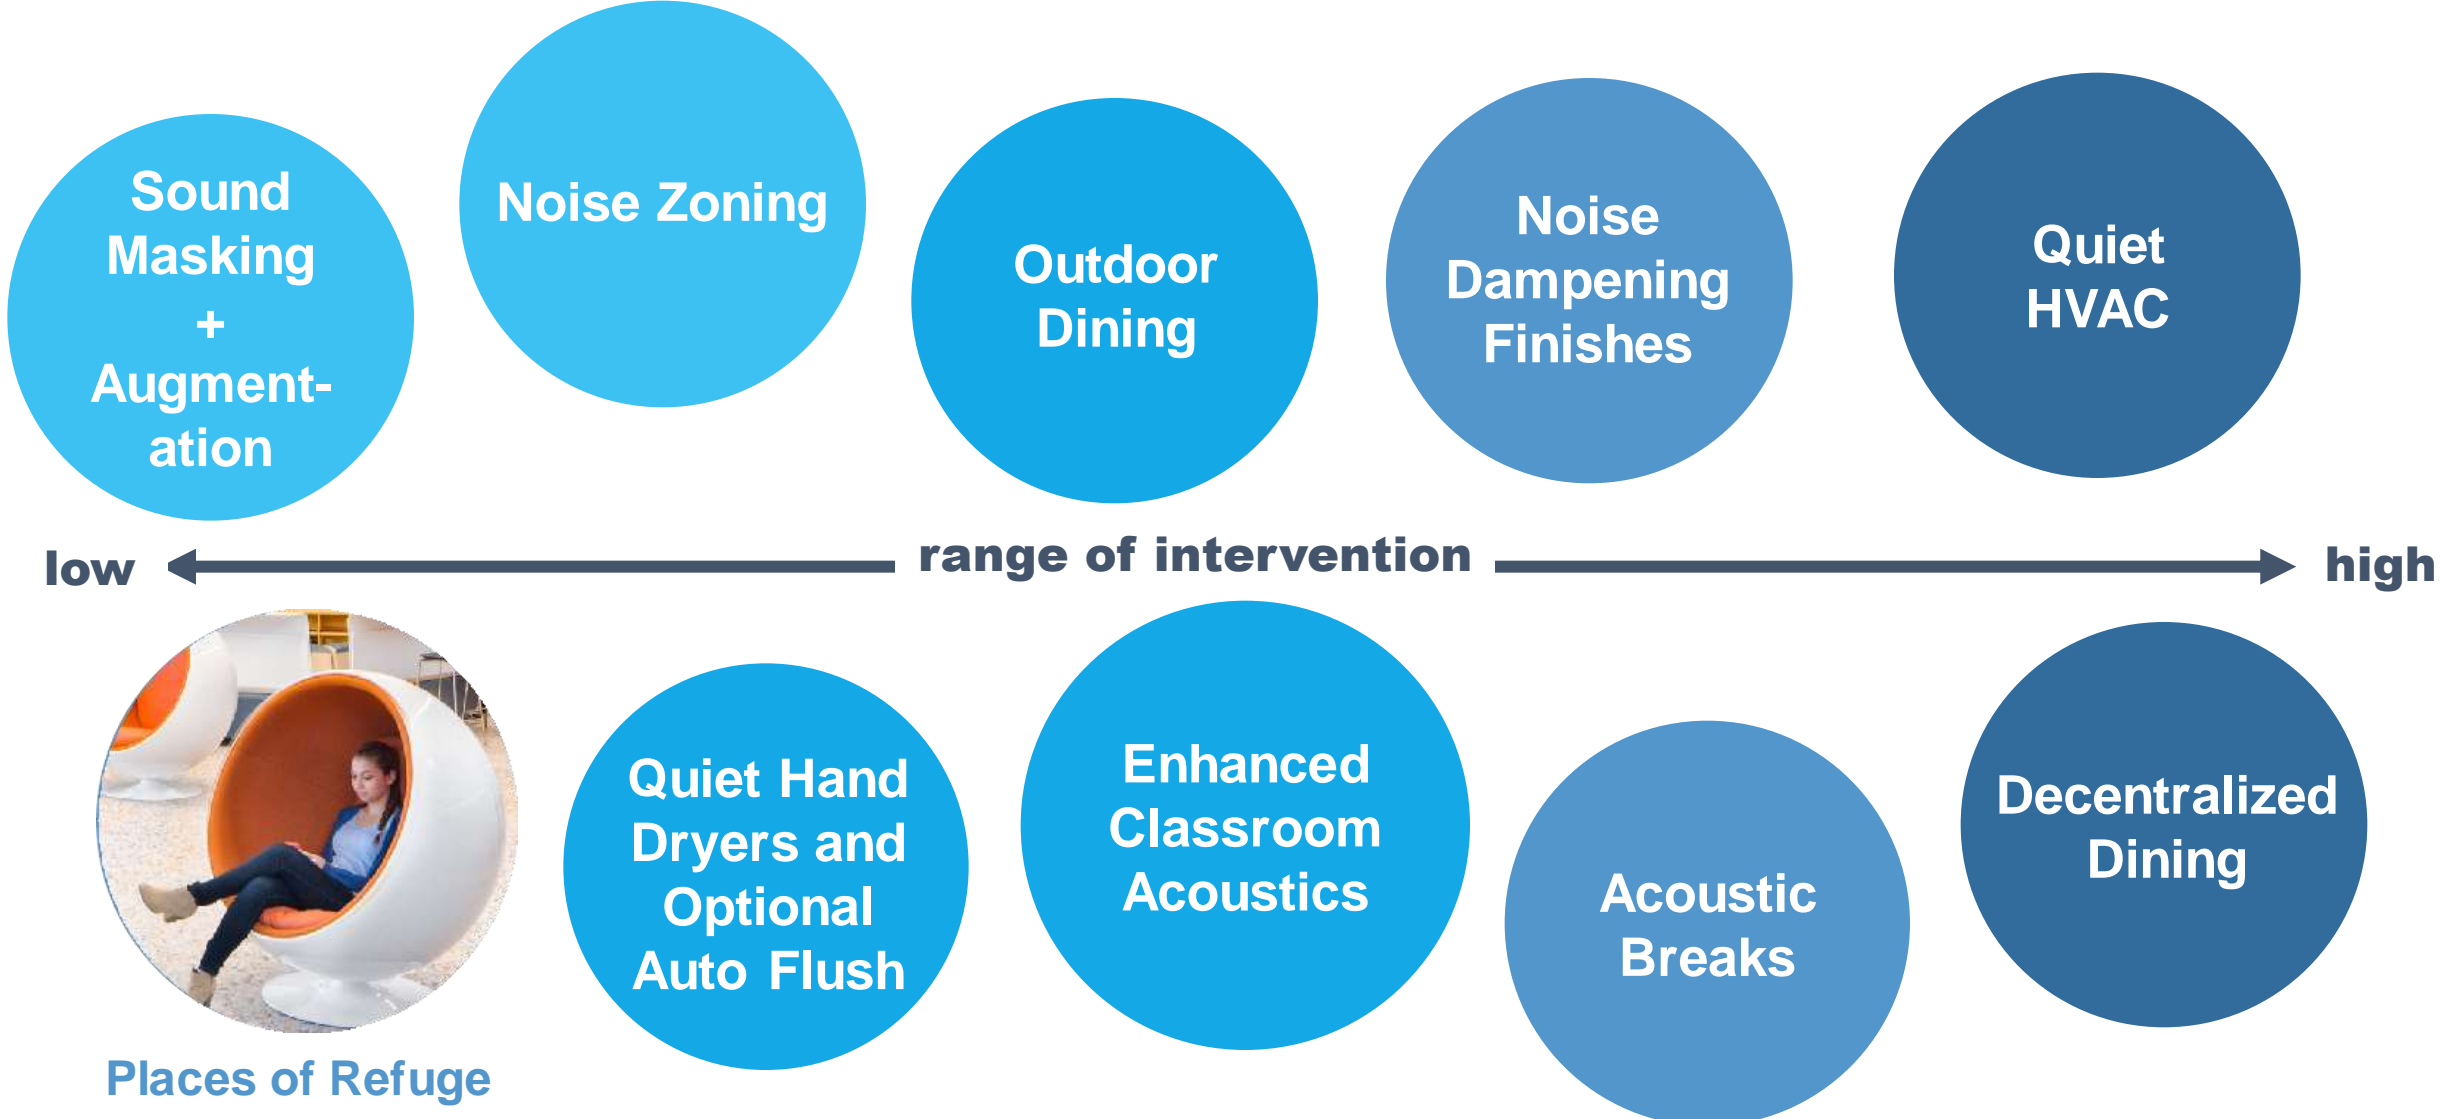 Sound
Masking
+
Augment-
ation
Noise Zoning
Outdoor
Dining
Noise
Dampening
Finishes
Quiet
HVAC
low
range of intervention
high
Places of Refuge
Quiet Hand
Dryers and
Optional
Auto Flush
Enhanced
Classroom
Acoustics
Acoustic
Breaks
Decentralized
Dining